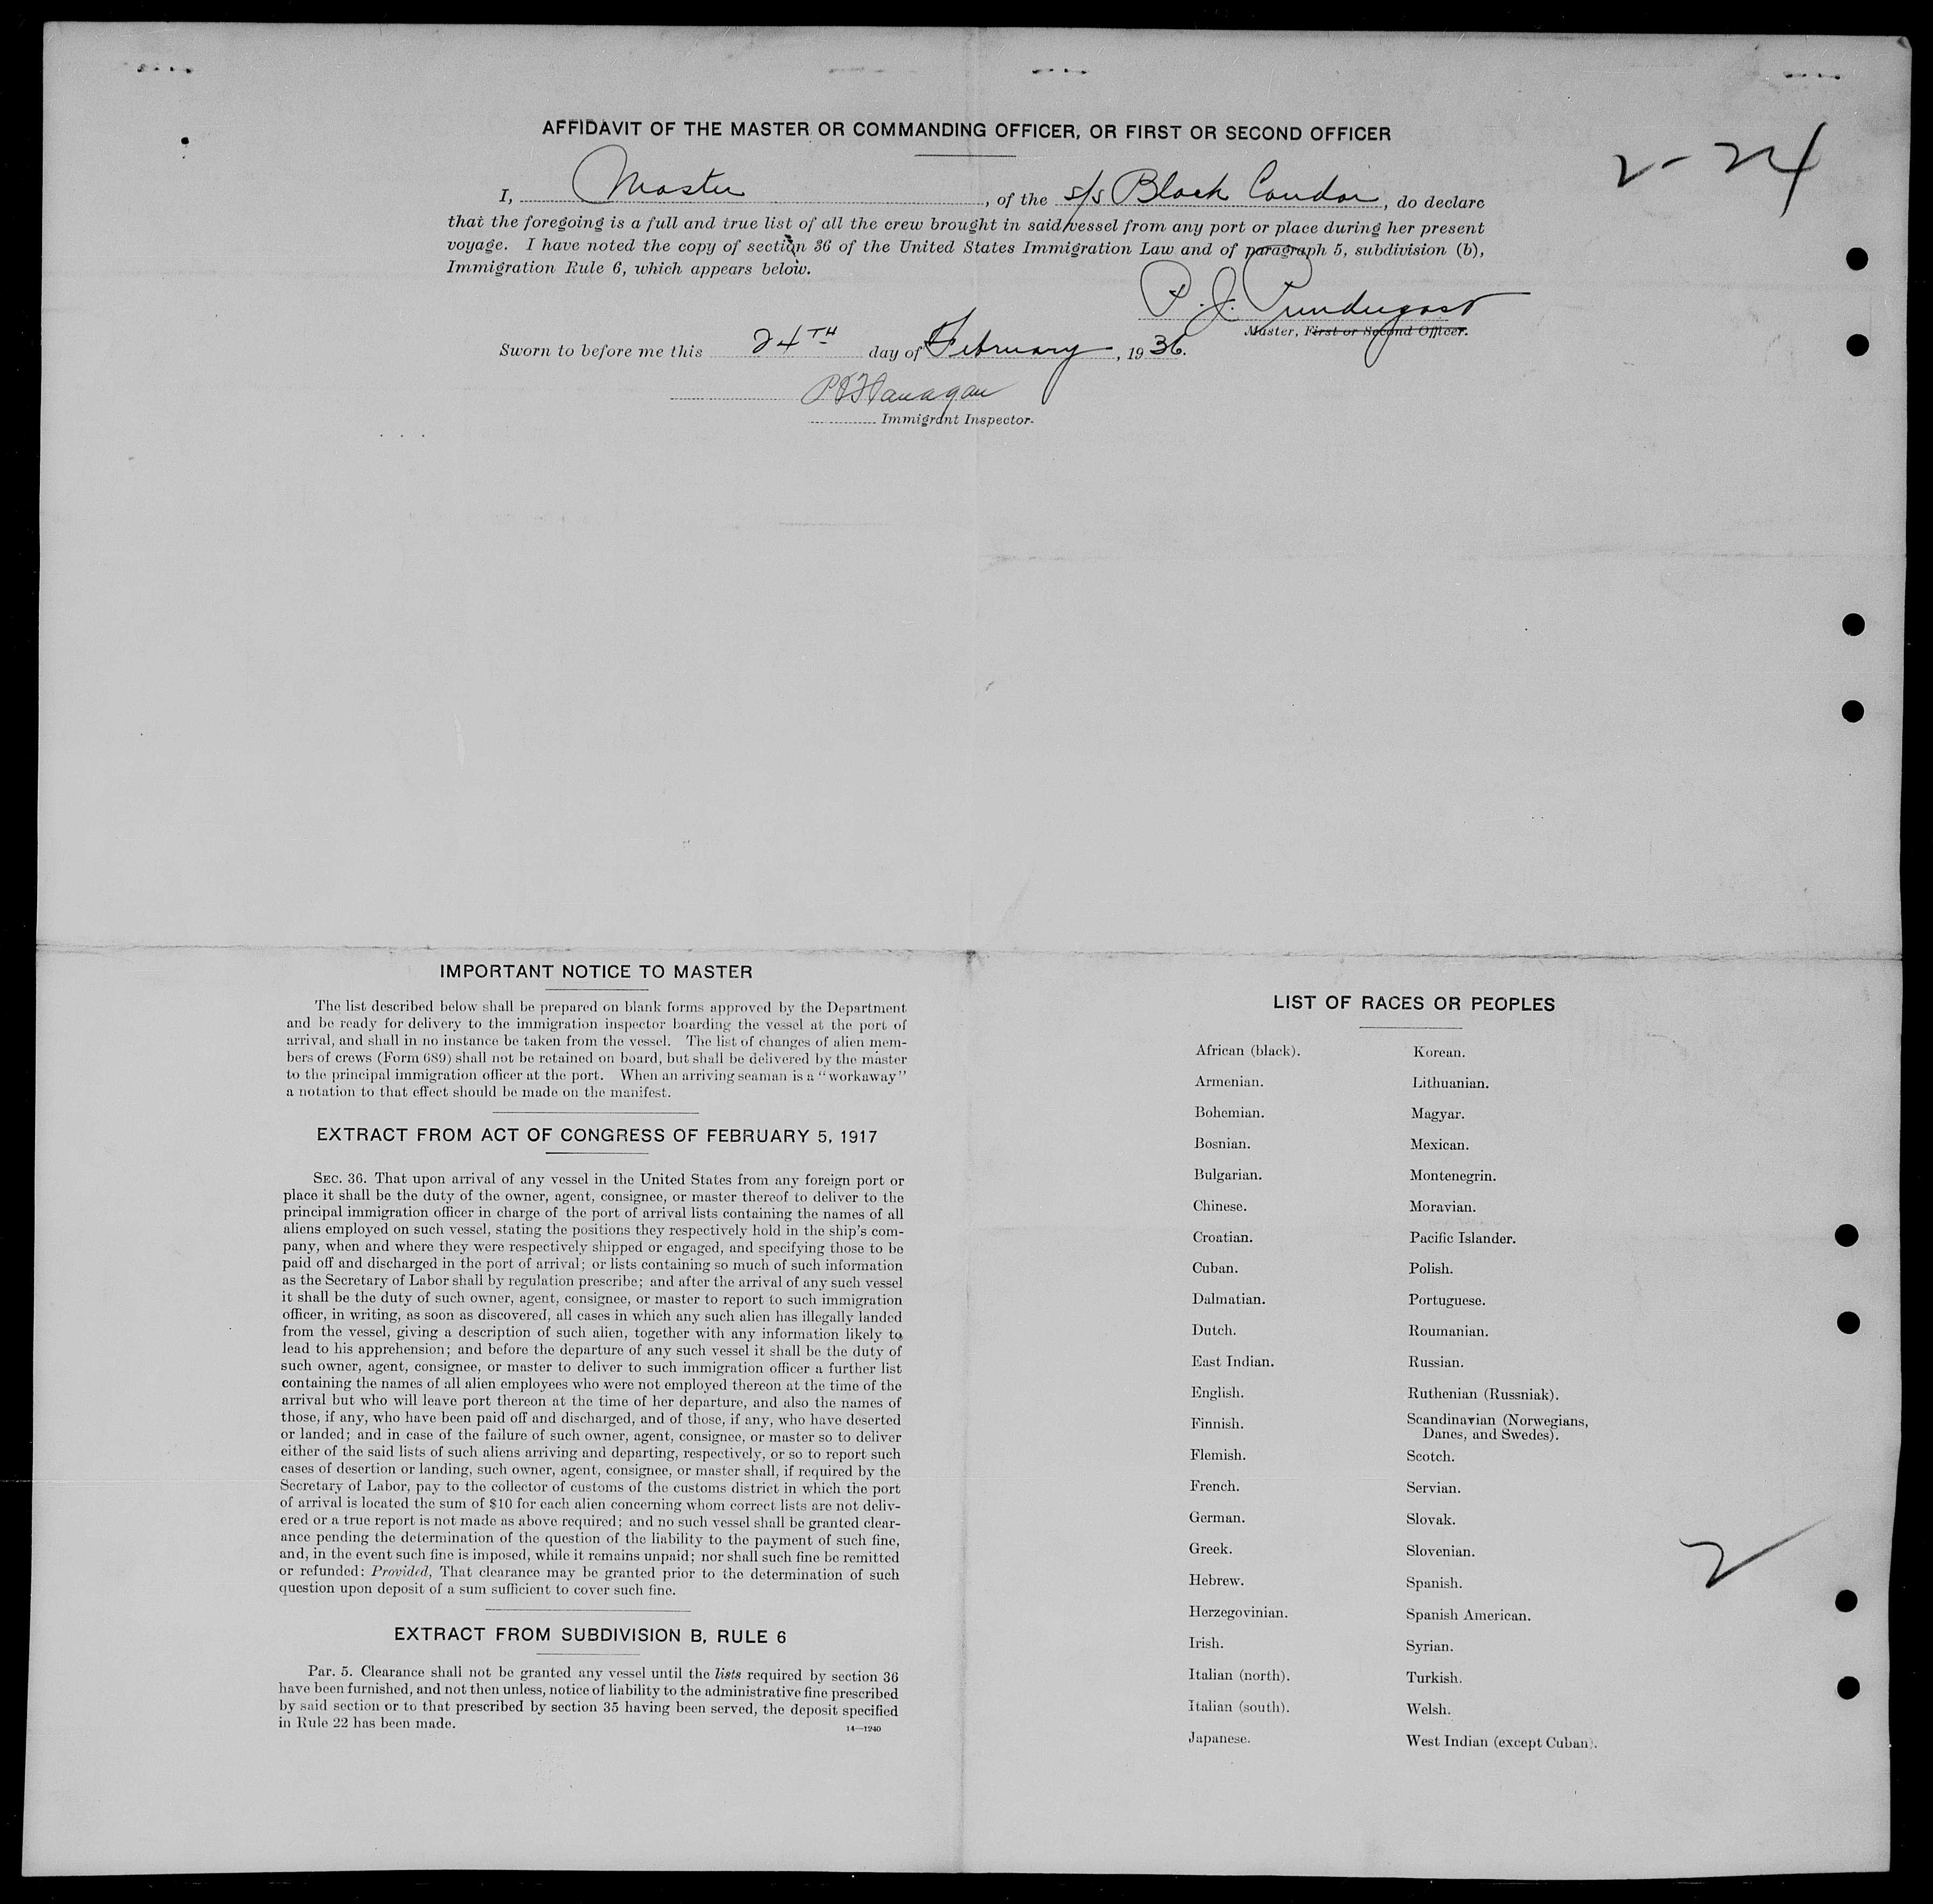 AFFIDAVIT OF THE MASTER OR COMMANDING OFFICER, OR FIRST OR SECOND OFFICER
2-24
I, Master, of the s/s Black Condor, do declare
that the foregoing is a full and true list of all the crew brought in said vessel from any port or place during her present
voyage. I have noted the copy of section 36 of the United States Immigration Law and of paragraph 5, subdivision (b),
Immigration Rule 6, which appears below.
P. J.
Master, First or Second Officer.
Sworn to before me this 24TH day of February, 1936.
Flanagan
Immigrant Inspector.
IMPORTANT NOTICE TO MASTER
The list described below shall be prepared on blank forms approved by the Department
and be ready for delivery to the immigration inspector boarding the vessel at the port of
arrival, and shall in no instance be taken from the vessel. The list of changes of alien mem-
bers of crews (Form 689) shall not be retained on board, but shall be delivered by the master
to the principal immigration officer at the port. When an arriving seaman is a "workaway"
a notation to that effect should be made on the manifest.
EXTRACT FROM ACT OF CONGRESS OF FEBRUARY 5, 1917
SEC. 36. That upon arrival of any vessel in the United States from any foreign port or
place it shall be the duty of the owner, agent, consignee, or master thereof to deliver to the
principal immigration officer in charge of the port of arrival lists containing the names of all
aliens employed on such vessel, stating the positions they respectively hold in the ship's com-
pany, when and where they were respectively shipped or engaged, and specifying those to be
paid off and discharged in the port of arrival; or lists containing so much of such information
as the Secretary of Labor shall by regulation prescribe; and after the arrival of any such vessel
it shall be the duty of such owner, agent, consignee, or master to report to such immigration
officer, in writing, as soon as discovered, all cases in which any such alien has illegally landed
from the vessel, giving a description of such alien, together with any information likely to
lead to his apprehension; and before the departure of any such vessel it shall be the duty of
such owner, agent, consignee, or master to deliver to such immigration officer a further list
containing the names of all alien employees who were not employed thereon at the time of the
arrival but who will leave port thereon at the time of her departure, and also the names of
those, if any, who have been paid off and discharged, and of those, if any, who have deserted
or landed; and in case of the failure of such owner, agent, consignee, or master so to deliver
either of the said lists of such aliens arriving and departing, respectively, or so to report such
cases of desertion or landing, such owner, agent, consignee, or master shall, if required by the
Secretary of Labor, pay to the collector of customs of the customs district in which the port
of arrival is located the sum of $10 for each alien concerning whom correct lists are not deliv-
ered or a true report is not made as above required; and no such vessel shall be granted clear-
ance pending the determination of the question of the liability to the payment of such fine,
and, in the event such fine is imposed, while it remains unpaid; nor shall such fine be remitted
or refunded: Provided, That clearance may be granted prior to the determination of such
question upon deposit of a sum sufficient to cover such fine.
EXTRACT FROM SUBDIVISION B, RULE 6
Par. 5. Clearance shall not be granted any vessel until the lists required by section 36
have been furnished, and not then unless, notice of liability to the administrative fine prescribed
by said section or to that prescribed by section 35 having been served, the deposit specified
in Rule 22 has been made.
14—1240
LIST OF RACES OR PEOPLES
African (black).
Armenian.
Bohemian.
Bosnian.
Bulgarian.
Chinese.
Croatian.
Cuban.
Dalmatian.
Dutch.
East Indian.
English.
Finnish.
Flemish.
French.
German.
Greek.
Hebrew.
Herzegovinian.
Irish.
Italian (north).
Italian (south).
Japanese.
Korean.
Lithuanian.
Magyar.
Mexican.
Montenegrin.
Moravian.
Pacific Islander.
Polish.
Portuguese.
Roumanian.
Russian.
Ruthenian (Russniak).
Scandinavian (Norwegians,
Danes, and Swedes).
Scotch.
Servian.
Slovak.
Slovenian.
Spanish.
Spanish American.
Syrian.
Turkish.
Welsh.
West Indian (except Cuban).
2